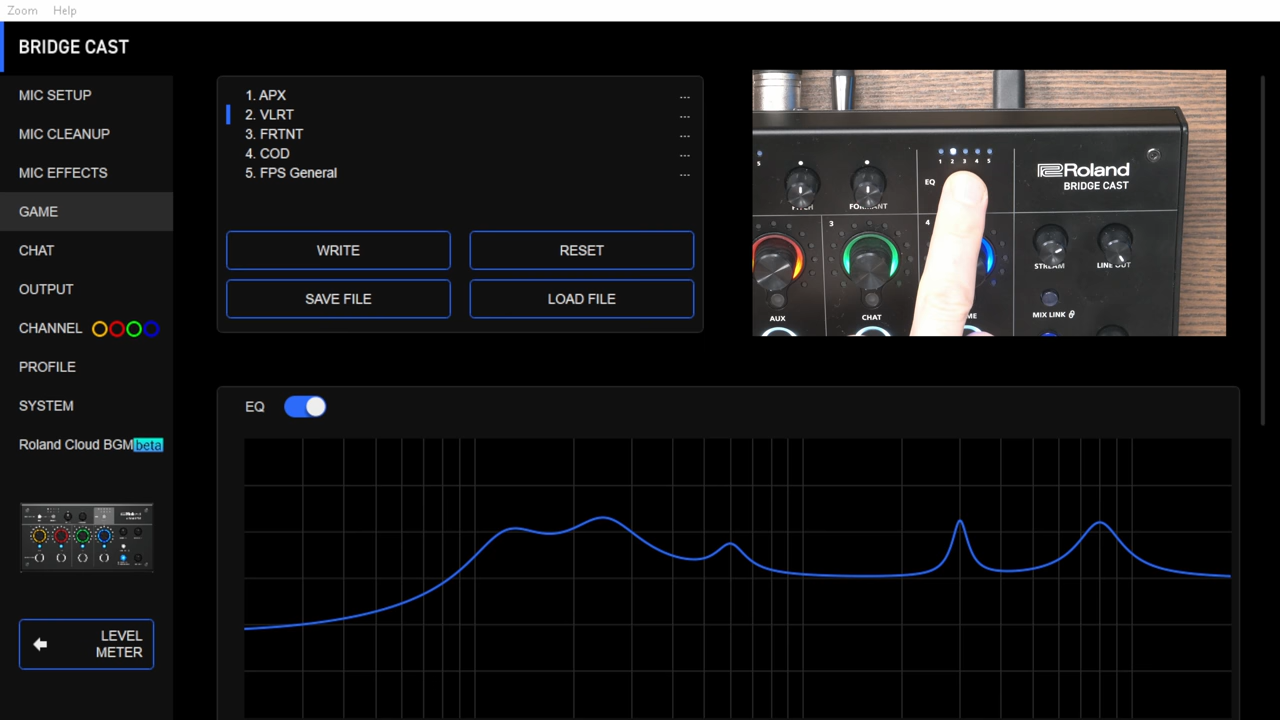 Zoom Help
BRIDGE CAST
MIC SETUP
MIC CLEANUP
MIC EFFECTS
GAME
CHAT
OUTPUT
CHANNEL
PROFILE
SYSTEM
Roland Cloud BGM beta
LEVEL
METER
1. APX ...
2. VLRT ...
3. FRTNT ...
4. COD ...
5. FPS General ...
WRITE RESET
SAVE FILE LOAD FILE
5
1 2 3 4 5
EQ
Roland
BRIDGE CAST
FORMANT
3
4
STREAM LINE OUT
MIX LINK
AUX CHAT
EQ